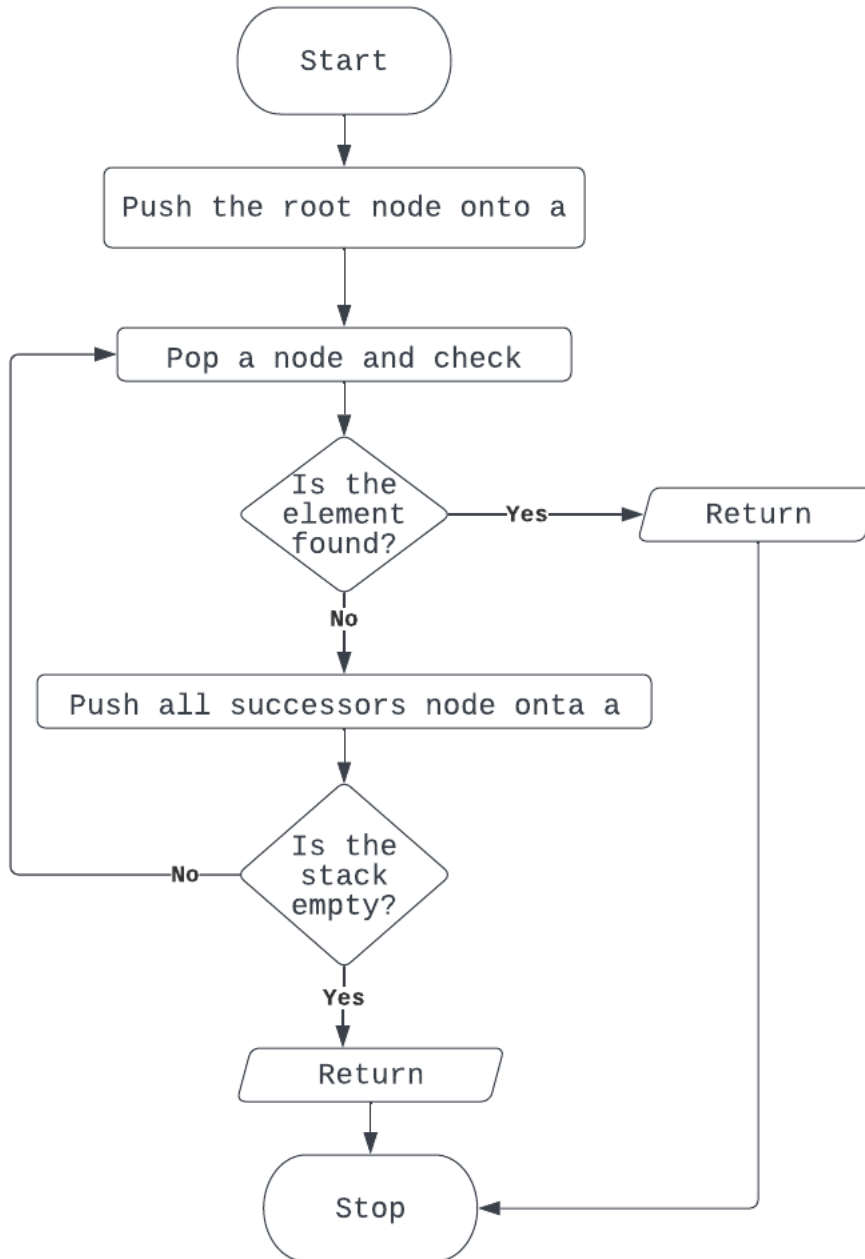 Start
Push the root node onto a
Pop a node and check
Is the
element
found?
Yes
Return
No
Push all successors node onta a
Is the
stack
empty?
No
Yes
Return
Stop